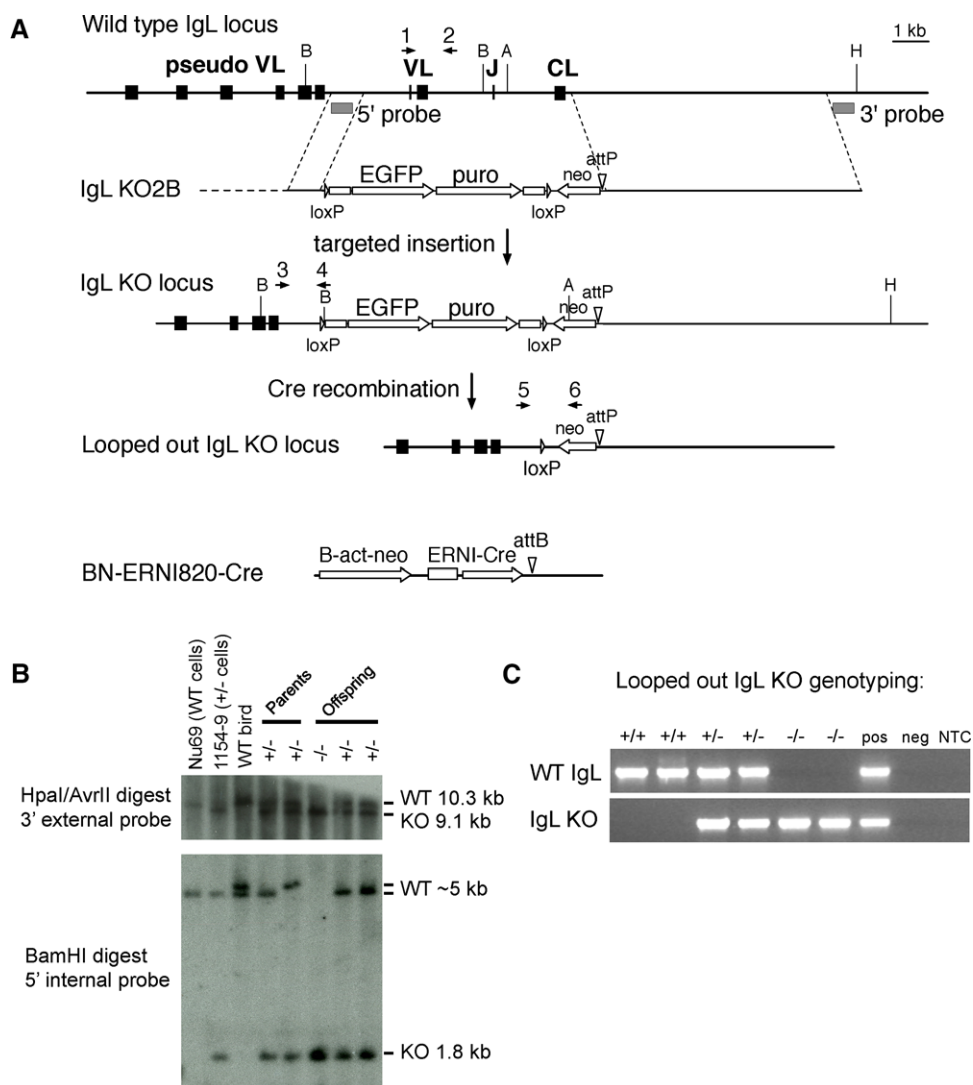 A
Wild type IgL locus
1 kb
B 1 2 B A H
pseudo VL VL J CL
5' probe 3' probe
IgL KO2B EGFP puro neo attP
loxP loxP
targeted insertion
IgL KO locus B 3 4 B EGFP puro A neo attP H
loxP loxP
Cre recombination 5 6
Looped out IgL KO locus neo attP
loxP
BN-ERNI820-Cre B-act-neo ERNI-Cre attB
B
Nu69 (WT cells)
1154-9 (+/- cells)
WT bird
Parents
+/- +/-
Offspring
-/- +/- +/-
HpaI/AvrII digest
3' external probe
WT 10.3 kb
KO 9.1 kb
BamHI digest
5' internal probe
WT ~5 kb
KO 1.8 kb
C
Looped out IgL KO genotyping:
+/+ +/+ +/- +/- -/- -/- pos neg NTC
WT IgL
IgL KO